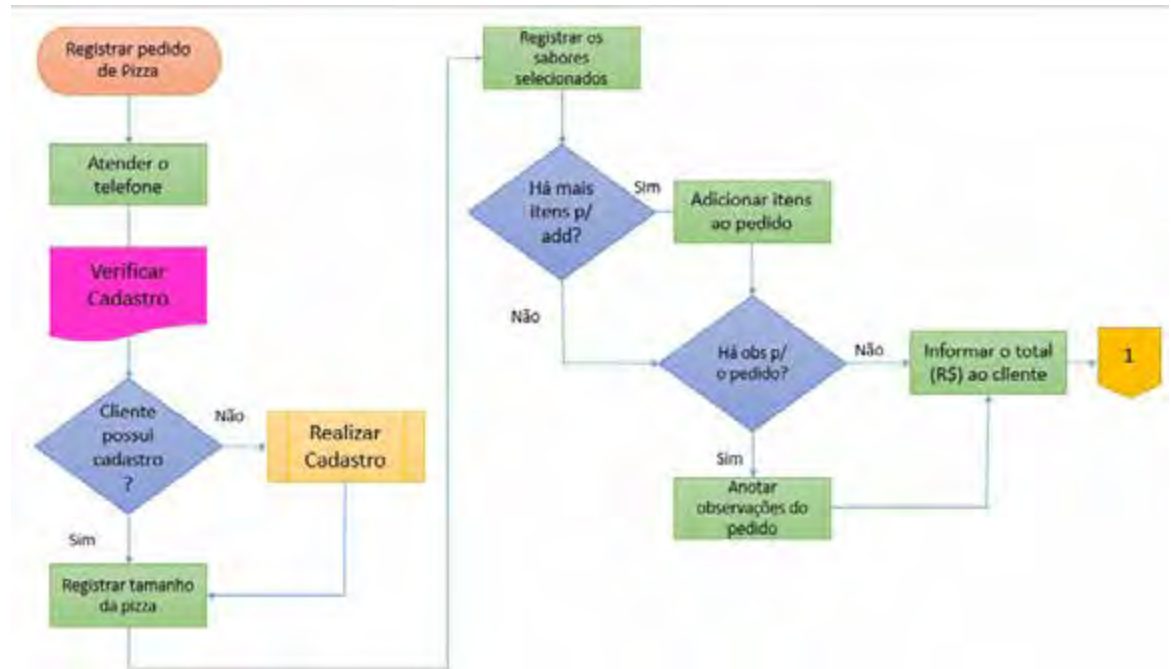 Registrar pedido
de Pizza
Atender o
telefone
Verificar
Cadastro
Cliente
possui
cadastro
?
Não
Realizar
Cadastro
Sim
Registrar tamanho
da pizza
Registrar os
sabores
selecionados
Há mais
itens p/
add?
Sim
Adicionar itens
ao pedido
Não
Há obs p/
o pedido?
Não
Informar o total
(R$) ao cliente
1
Sim
Anotar
observações do
pedido